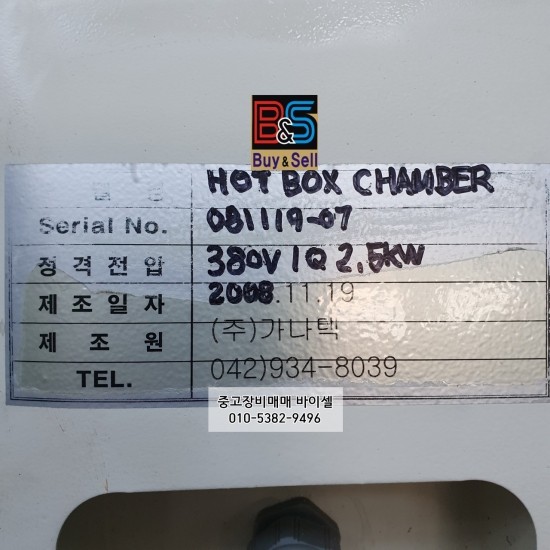 B&S
Buy & Sell
명 HOT BOX CHAMBER
Serial No. 081119-07
정격전압 380V 1Q 2.5KW
제조일자 2008.11.19
제 조 원 (주)가나텍
TEL. 042)934-8039
중고장비매매 바이셀
010-5382-9496